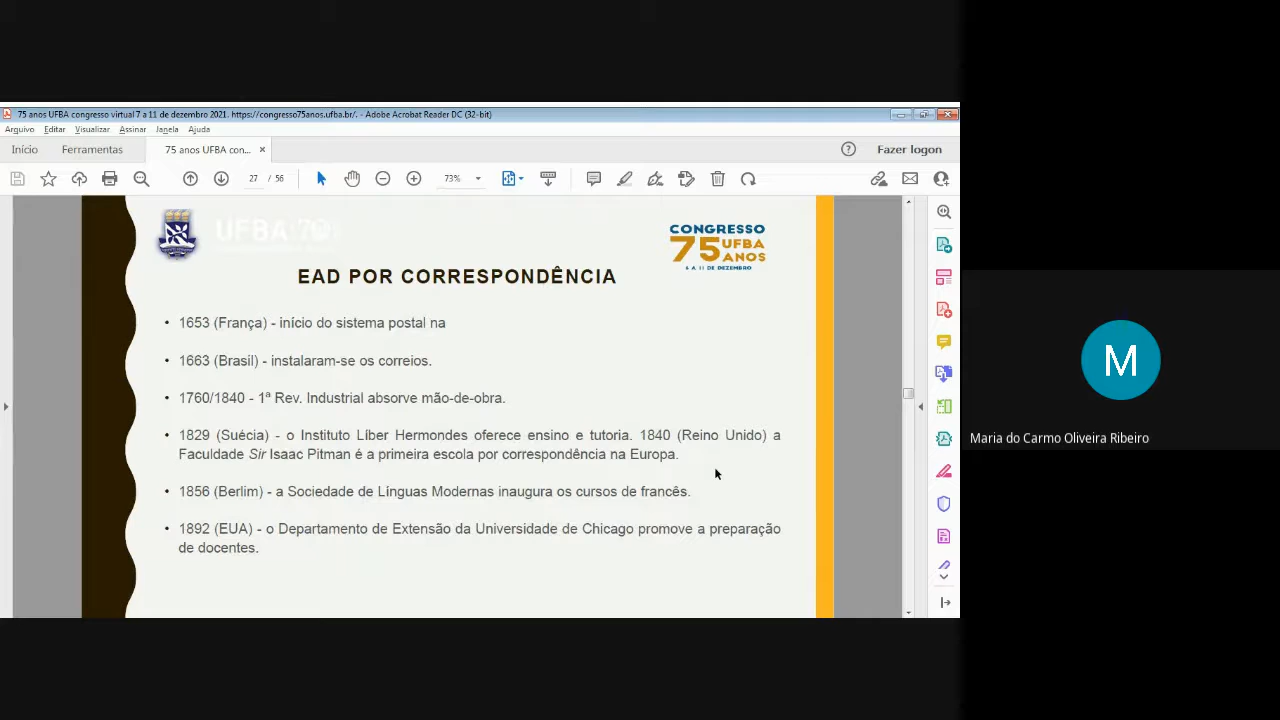 75 anos UFBA congresso virtual 7 a 11 de dezembro 2021. https://congresso75anos.ufba.br/. - Adobe Acrobat Reader DC (32-bit)
Arquivo Editar Visualizar Assinar Janela Ajuda
Início Ferramentas 75 anos UFBA con... Fazer logon
27 / 56 73%
UFBA
CONGRESSO
75 UFBA ANOS
6 A 11 DE DEZEMBRO
EAD POR CORRESPONDÊNCIA
• 1653 (França) - início do sistema postal na
• 1663 (Brasil) - instalaram-se os correios.
• 1760/1840 - 1ª Rev. Industrial absorve mão-de-obra.
• 1829 (Suécia) - o Instituto Líber Hermondes oferece ensino e tutoria. 1840 (Reino Unido) a
Faculdade Sir Isaac Pitman é a primeira escola por correspondência na Europa.
• 1856 (Berlim) - a Sociedade de Línguas Modernas inaugura os cursos de francês.
• 1892 (EUA) - o Departamento de Extensão da Universidade de Chicago promove a preparação
de docentes.
M
Maria do Carmo Oliveira Ribeiro